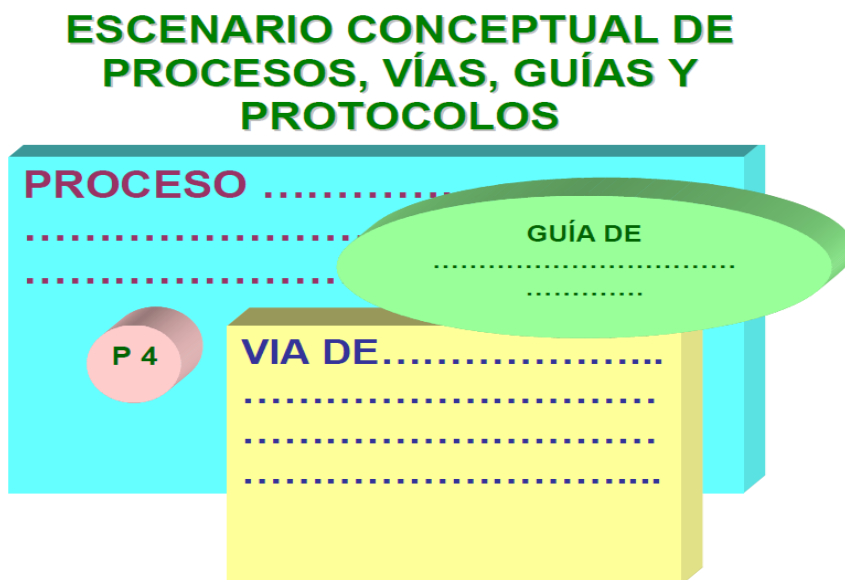 ESCENARIO CONCEPTUAL DE
PROCESOS, VÍAS, GUÍAS Y
PROTOCOLOS
PROCESO .............
.......................
......................
GUÍA DE
.................................
.............
P 4
VIA DE....................
............................
............................
..............................